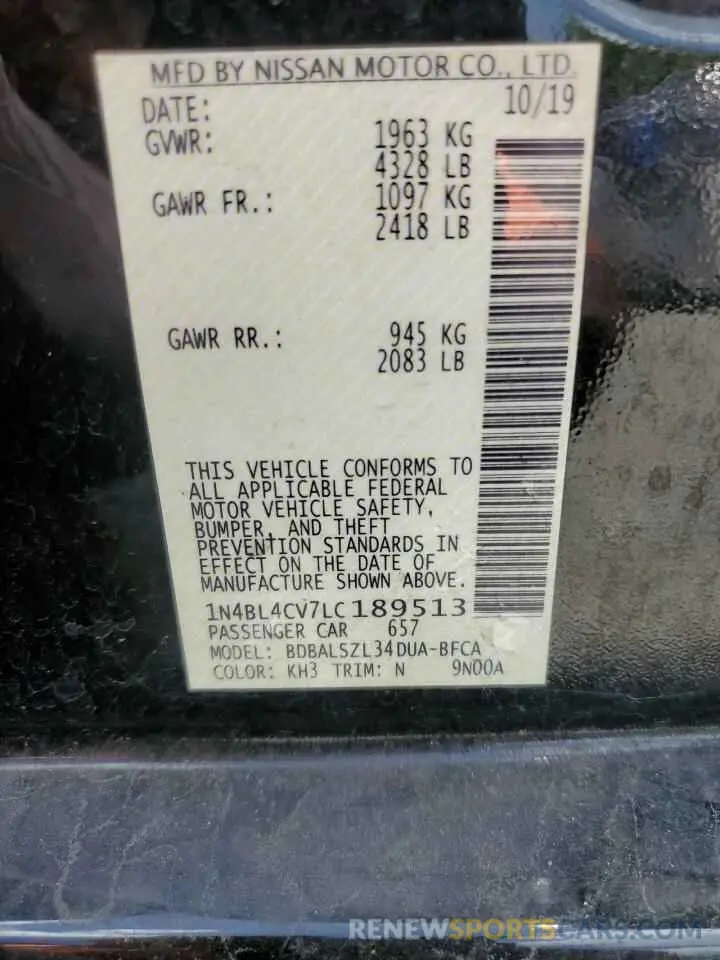 MFD BY NISSAN MOTOR CO., LTD.
DATE: 10/19
GVWR: 1963 KG
4328 LB
GAWR FR.: 1097 KG
2418 LB
GAWR RR.: 945 KG
2083 LB
THIS VEHICLE CONFORMS TO
ALL APPLICABLE FEDERAL
MOTOR VEHICLE SAFETY,
BUMPER, AND THEFT
PREVENTION STANDARDS IN
EFFECT ON THE DATE OF
MANUFACTURE SHOWN ABOVE.
1N4BL4CV7LC189513
PASSENGER CAR 657
MODEL: BDBALSZL34DUA-BFCA
COLOR: KH3 TRIM: N 9N00A
RENEWSPORTSCARS.COM